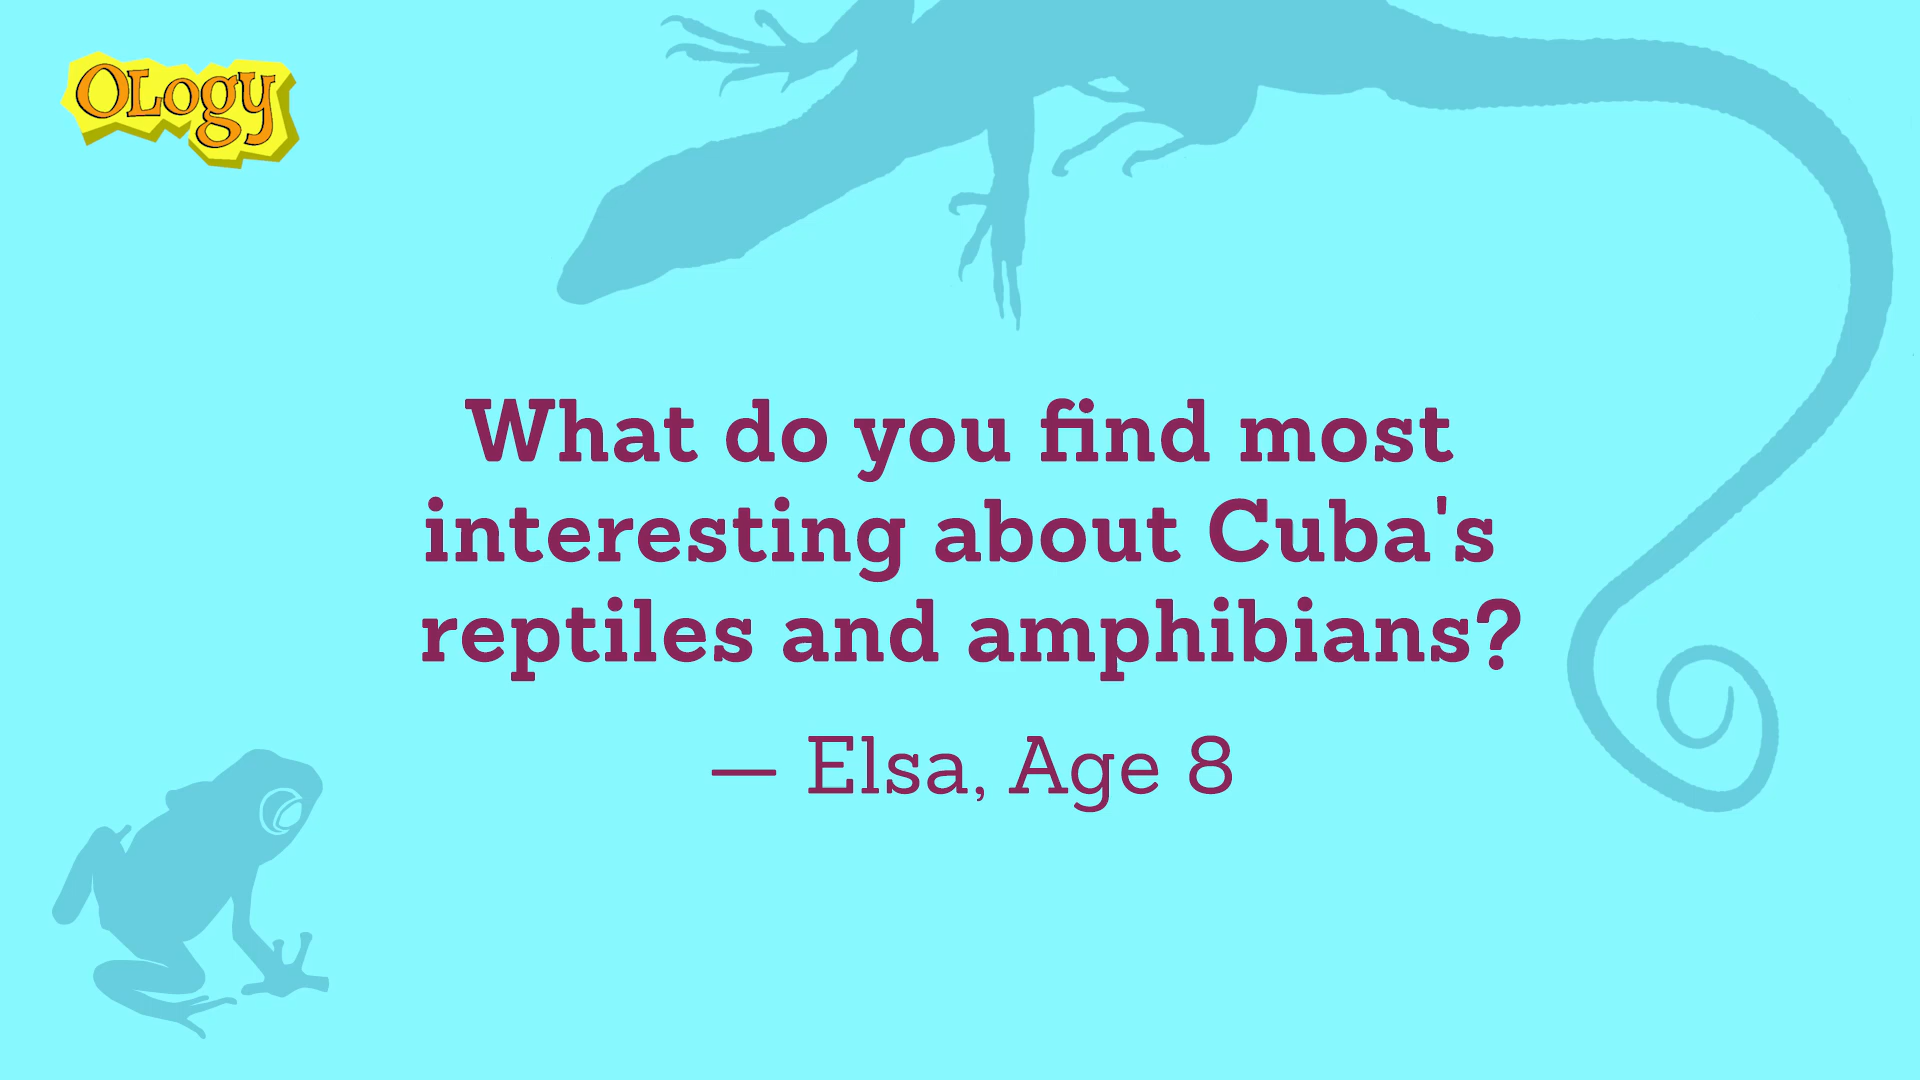 OLogy
What do you find most
interesting about Cuba's
reptiles and amphibians?
— Elsa, Age 8